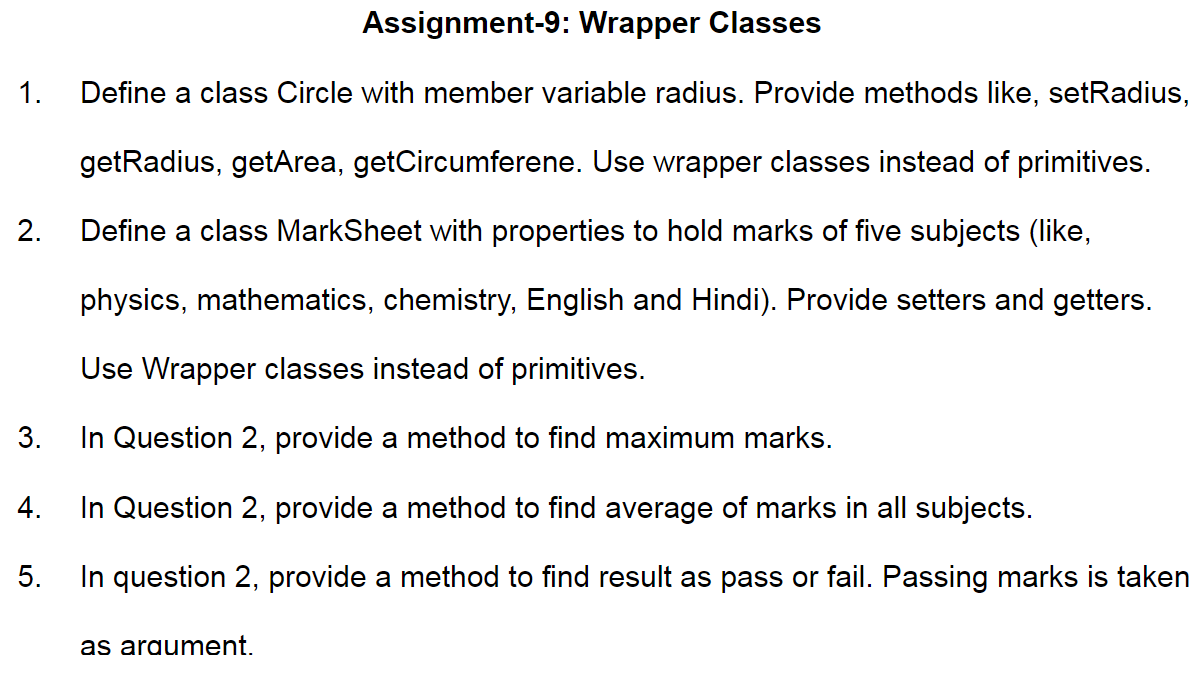 Assignment-9: Wrapper Classes
1. Define a class Circle with member variable radius. Provide methods like, setRadius,
getRadius, getArea, getCircumferene. Use wrapper classes instead of primitives.
2. Define a class MarkSheet with properties to hold marks of five subjects (like,
physics, mathematics, chemistry, English and Hindi). Provide setters and getters.
Use Wrapper classes instead of primitives.
3. In Question 2, provide a method to find maximum marks.
4. In Question 2, provide a method to find average of marks in all subjects.
5. In question 2, provide a method to find result as pass or fail. Passing marks is taken
as argument.